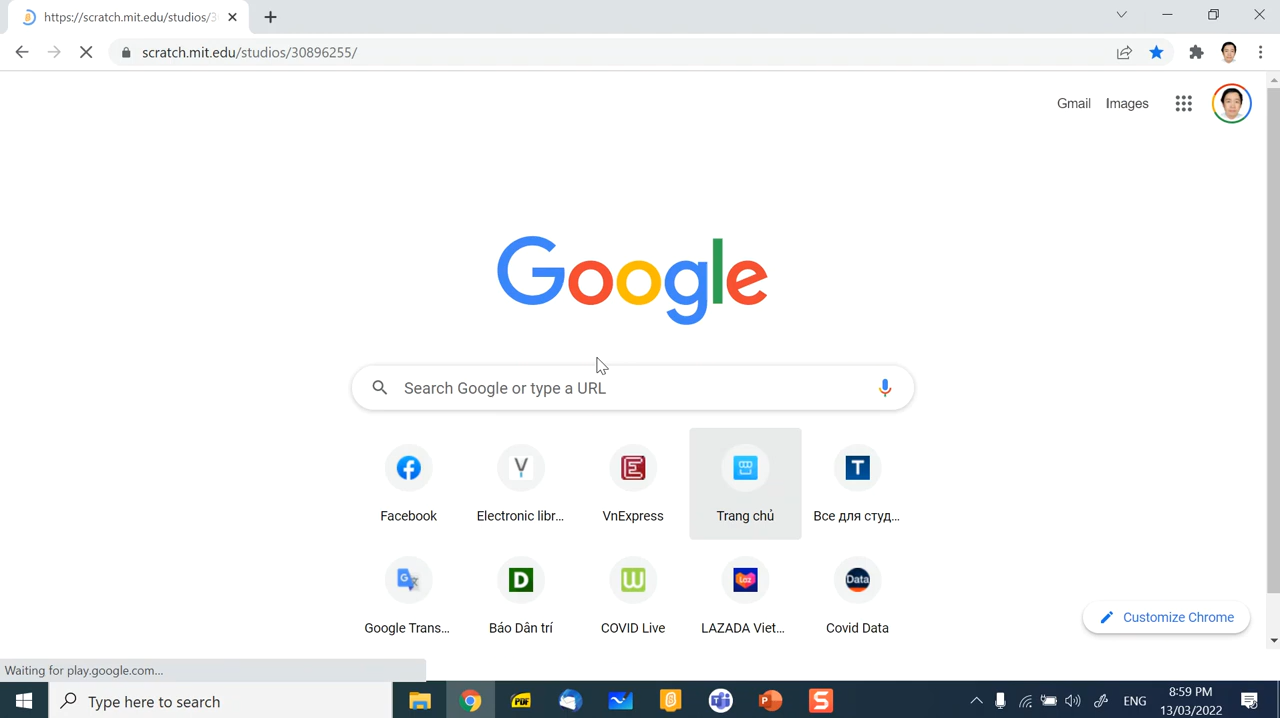 https://scratch.mit.edu/studios/3
scratch.mit.edu/studios/30896255/
Gmail Images
Google
Search Google or type a URL
Facebook
Electronic libr...
VnExpress
Trang chủ
Все для студ...
Google Trans...
Báo Dân trí
COVID Live
LAZADA Viet...
Covid Data
Customize Chrome
Waiting for play.google.com...
Type here to search
ENG
8:59 PM
13/03/2022